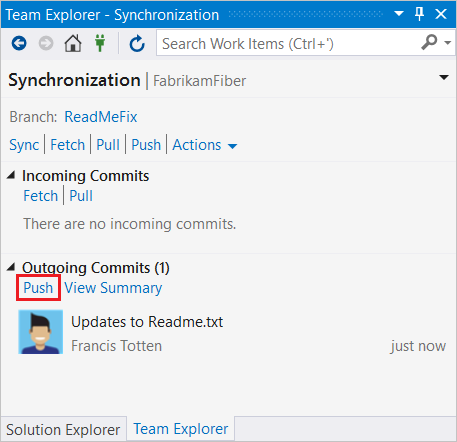 Team Explorer - Synchronization
Search Work Items (Ctrl+')
Synchronization | FabrikamFiber
Branch: ReadMeFix
Sync | Fetch | Pull | Push | Actions
Incoming Commits
Fetch | Pull
There are no incoming commits.
Outgoing Commits (1)
Push View Summary
Updates to Readme.txt
Francis Totten just now
Solution Explorer Team Explorer